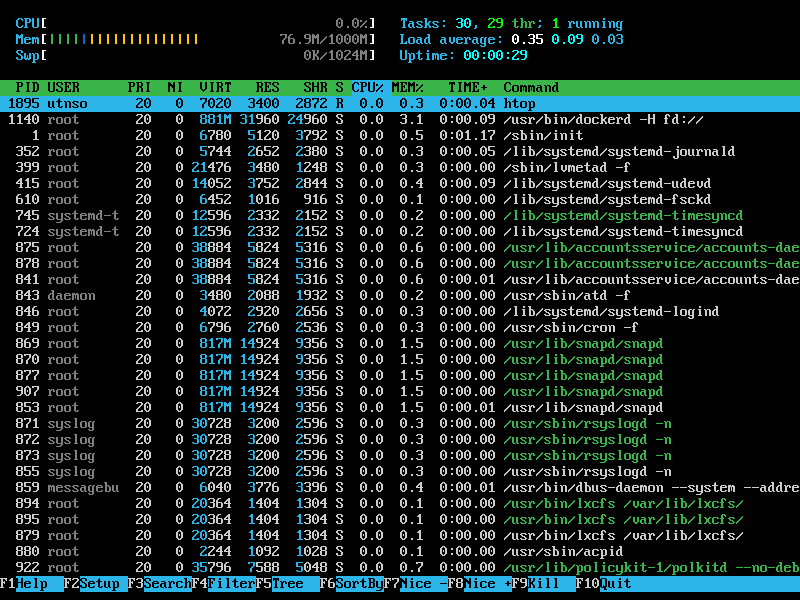 CPU[ 0.0%] Tasks: 30, 29 thr; 1 running
Mem[||||||||||||||||||| 76.9M/1000M] Load average: 0.35 0.09 0.03
Swp[ 0K/1024M] Uptime: 00:00:29
PID USER PRI NI VIRT RES SHR S CPU% MEM% TIME+ Command
1895 utnso 20 0 7020 3400 2872 R 0.0 0.3 0:00.04 htop
1140 root 20 0 881M 31960 24960 S 0.0 3.1 0:00.09 /usr/bin/dockerd -H fd://
1 root 20 0 6780 5120 3792 S 0.0 0.5 0:01.17 /sbin/init
352 root 20 0 5744 2652 2380 S 0.0 0.3 0:00.05 /lib/systemd/systemd-journald
399 root 20 0 21476 3480 1248 S 0.0 0.3 0:00.00 /sbin/lvmetad -f
415 root 20 0 14052 3752 2844 S 0.0 0.4 0:00.09 /lib/systemd/systemd-udevd
610 root 20 0 6452 1016 916 S 0.0 0.1 0:00.00 /lib/systemd/systemd-fsckd
745 systemd-t 20 0 12596 2332 2152 S 0.0 0.2 0:00.00 /lib/systemd/systemd-timesyncd
724 systemd-t 20 0 12596 2332 2152 S 0.0 0.2 0:00.00 /lib/systemd/systemd-timesyncd
875 root 20 0 38884 5824 5316 S 0.0 0.6 0:00.00 /usr/lib/accountsservice/accounts-dae
878 root 20 0 38884 5824 5316 S 0.0 0.6 0:00.00 /usr/lib/accountsservice/accounts-dae
841 root 20 0 38884 5824 5316 S 0.0 0.6 0:00.01 /usr/lib/accountsservice/accounts-dae
843 daemon 20 0 3480 2088 1932 S 0.0 0.2 0:00.00 /usr/sbin/atd -f
846 root 20 0 4072 2920 2656 S 0.0 0.3 0:00.00 /lib/systemd/systemd-logind
849 root 20 0 6796 2760 2536 S 0.0 0.3 0:00.00 /usr/sbin/cron -f
869 root 20 0 817M 14924 9356 S 0.0 1.5 0:00.00 /usr/lib/snapd/snapd
870 root 20 0 817M 14924 9356 S 0.0 1.5 0:00.00 /usr/lib/snapd/snapd
877 root 20 0 817M 14924 9356 S 0.0 1.5 0:00.00 /usr/lib/snapd/snapd
907 root 20 0 817M 14924 9356 S 0.0 1.5 0:00.00 /usr/lib/snapd/snapd
853 root 20 0 817M 14924 9356 S 0.0 1.5 0:00.01 /usr/lib/snapd/snapd
871 syslog 20 0 30728 3200 2596 S 0.0 0.3 0:00.00 /usr/sbin/rsyslogd -n
872 syslog 20 0 30728 3200 2596 S 0.0 0.3 0:00.00 /usr/sbin/rsyslogd -n
873 syslog 20 0 30728 3200 2596 S 0.0 0.3 0:00.00 /usr/sbin/rsyslogd -n
855 syslog 20 0 30728 3200 2596 S 0.0 0.3 0:00.00 /usr/sbin/rsyslogd -n
859 messagebu 20 0 6040 3776 3396 S 0.0 0.4 0:00.01 /usr/bin/dbus-daemon --system --addre
894 root 20 0 20364 1404 1304 S 0.0 0.1 0:00.00 /usr/bin/lxcfs /var/lib/lxcfs/
895 root 20 0 20364 1404 1304 S 0.0 0.1 0:00.00 /usr/bin/lxcfs /var/lib/lxcfs/
879 root 20 0 20364 1404 1304 S 0.0 0.1 0:00.00 /usr/bin/lxcfs /var/lib/lxcfs/
880 root 20 0 2244 1092 1028 S 0.0 0.1 0:00.00 /usr/sbin/acpid
922 root 20 0 35796 7588 5048 S 0.0 0.7 0:00.00 /usr/lib/policykit-1/polkitd --no-deb
F1Help F2Setup F3SearchF4FilterF5Tree F6SortByF7Nice -F8Nice +F9Kill F10Quit